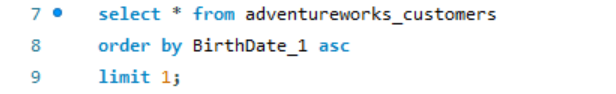 7 select * from adventureworks_customers
8 order by BirthDate_1 asc
9 limit 1;